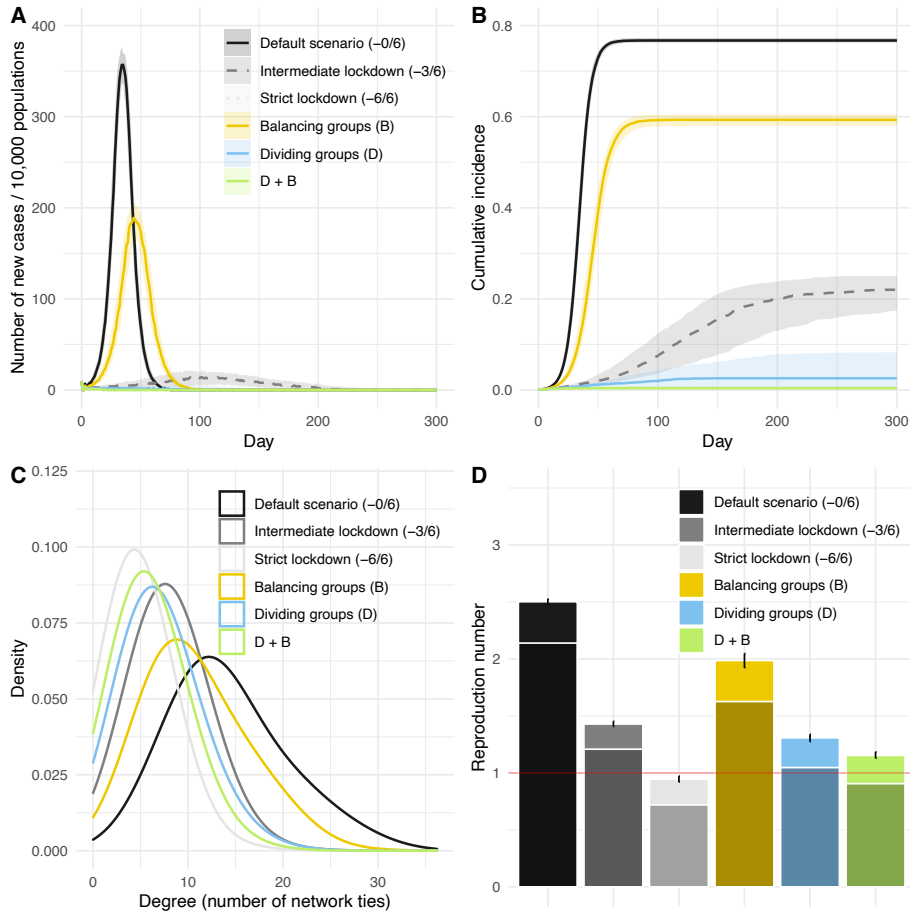 A
Number of new cases / 10,000 populations
400
300
200
100
0
0
100
200
300
Day
Default scenario (−0/6)
Intermediate lockdown (−3/6)
Strict lockdown (−6/6)
Balancing groups (B)
Dividing groups (D)
D + B
B
Cumulative incidence
0.8
0.6
0.4
0.2
0.0
0
100
200
300
Day
C
Density
0.125
0.100
0.075
0.050
0.025
0.000
0
10
20
30
Degree (number of network ties)
Default scenario (−0/6)
Intermediate lockdown (−3/6)
Strict lockdown (−6/6)
Balancing groups (B)
Dividing groups (D)
D + B
D
Reproduction number
3
2
1
0
Default scenario (−0/6)
Intermediate lockdown (−3/6)
Strict lockdown (−6/6)
Balancing groups (B)
Dividing groups (D)
D + B